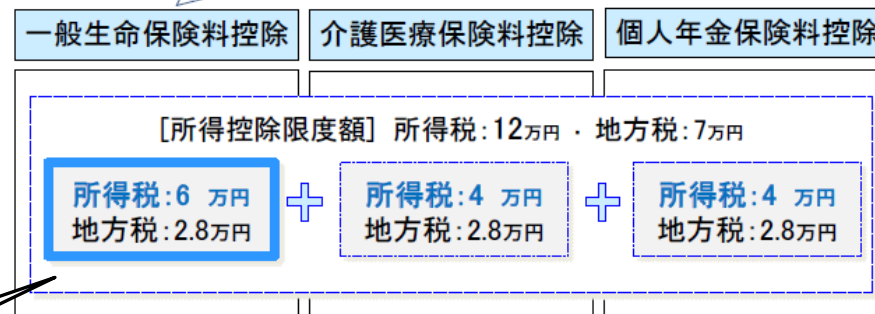 一般生命保険料控除
介護医療保険料控除
個人年金保険料控除
[所得控除限度額] 所得税:12万円 ・ 地方税:7万円
所得税:6 万円
地方税:2.8万円
所得税:4 万円
地方税:2.8万円
所得税:4 万円
地方税:2.8万円